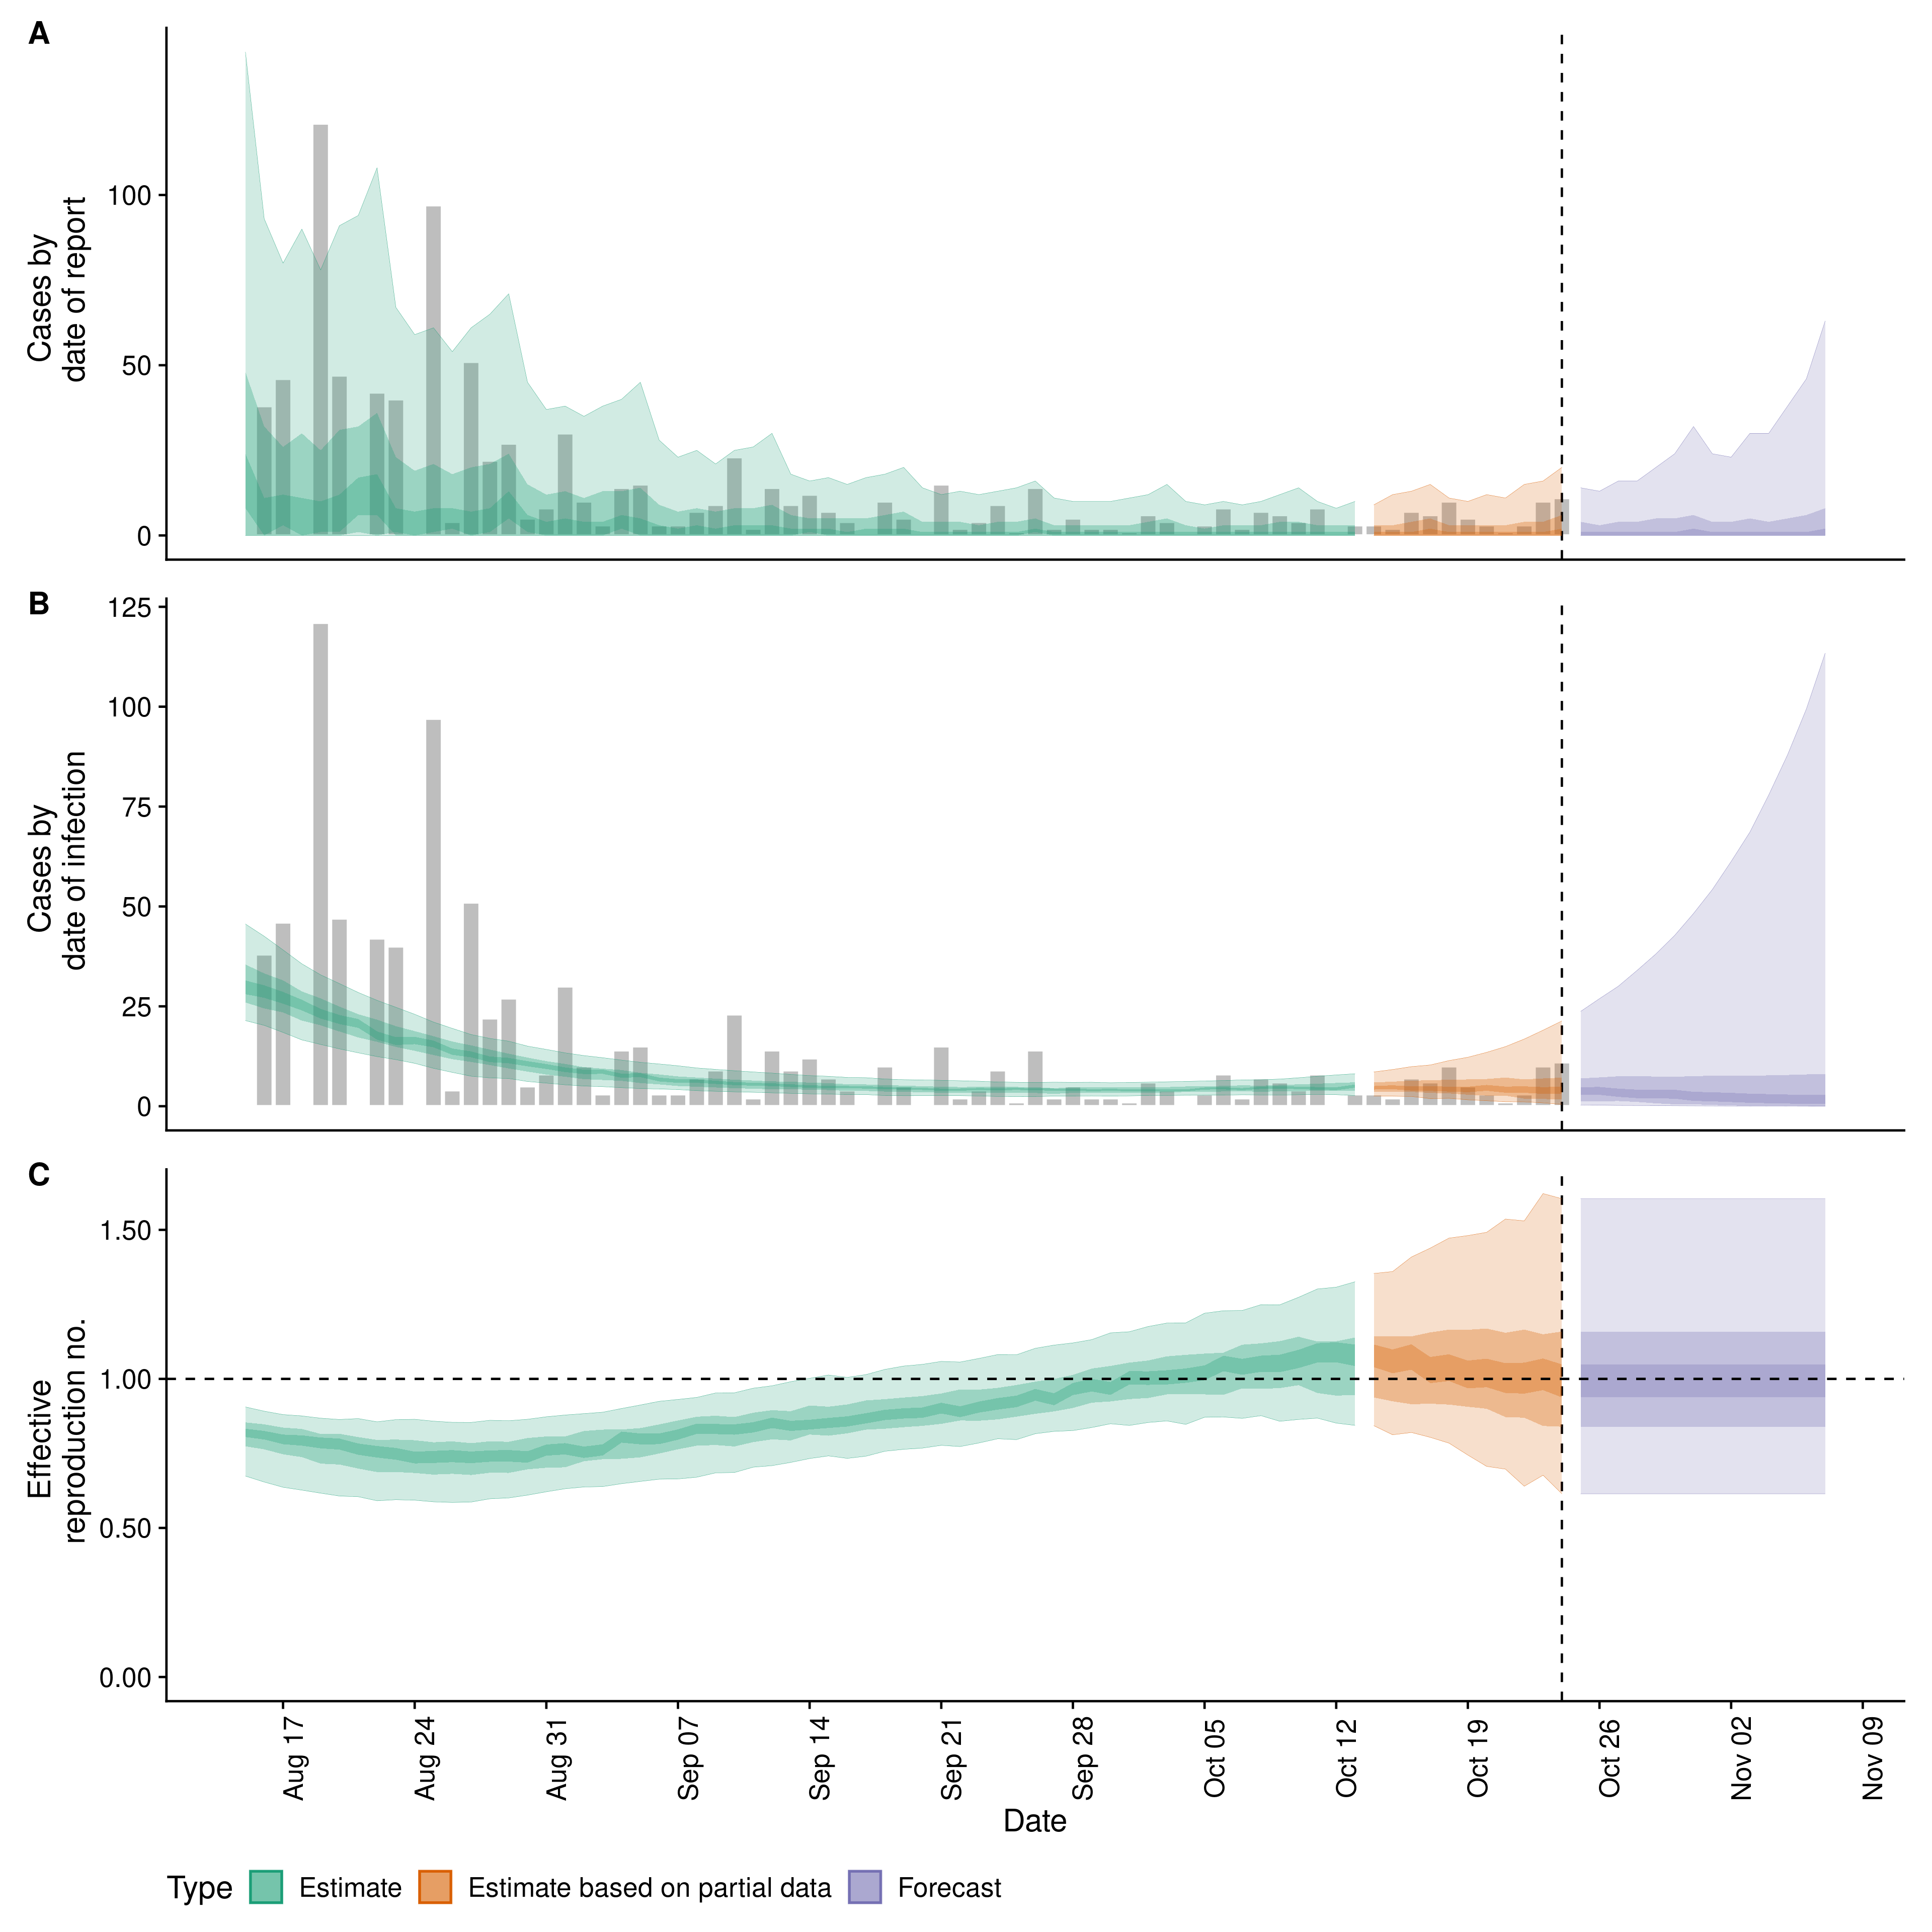 A
Cases by
date of report
100
50
0
B
Cases by
date of infection
125
100
75
50
25
0
C
Effective
reproduction no.
1.50
1.00
0.50
0.00
Aug 17
Aug 24
Aug 31
Sep 07
Sep 14
Sep 21
Sep 28
Oct 05
Oct 12
Oct 19
Oct 26
Nov 02
Nov 09
Date
Type Estimate Estimate based on partial data Forecast